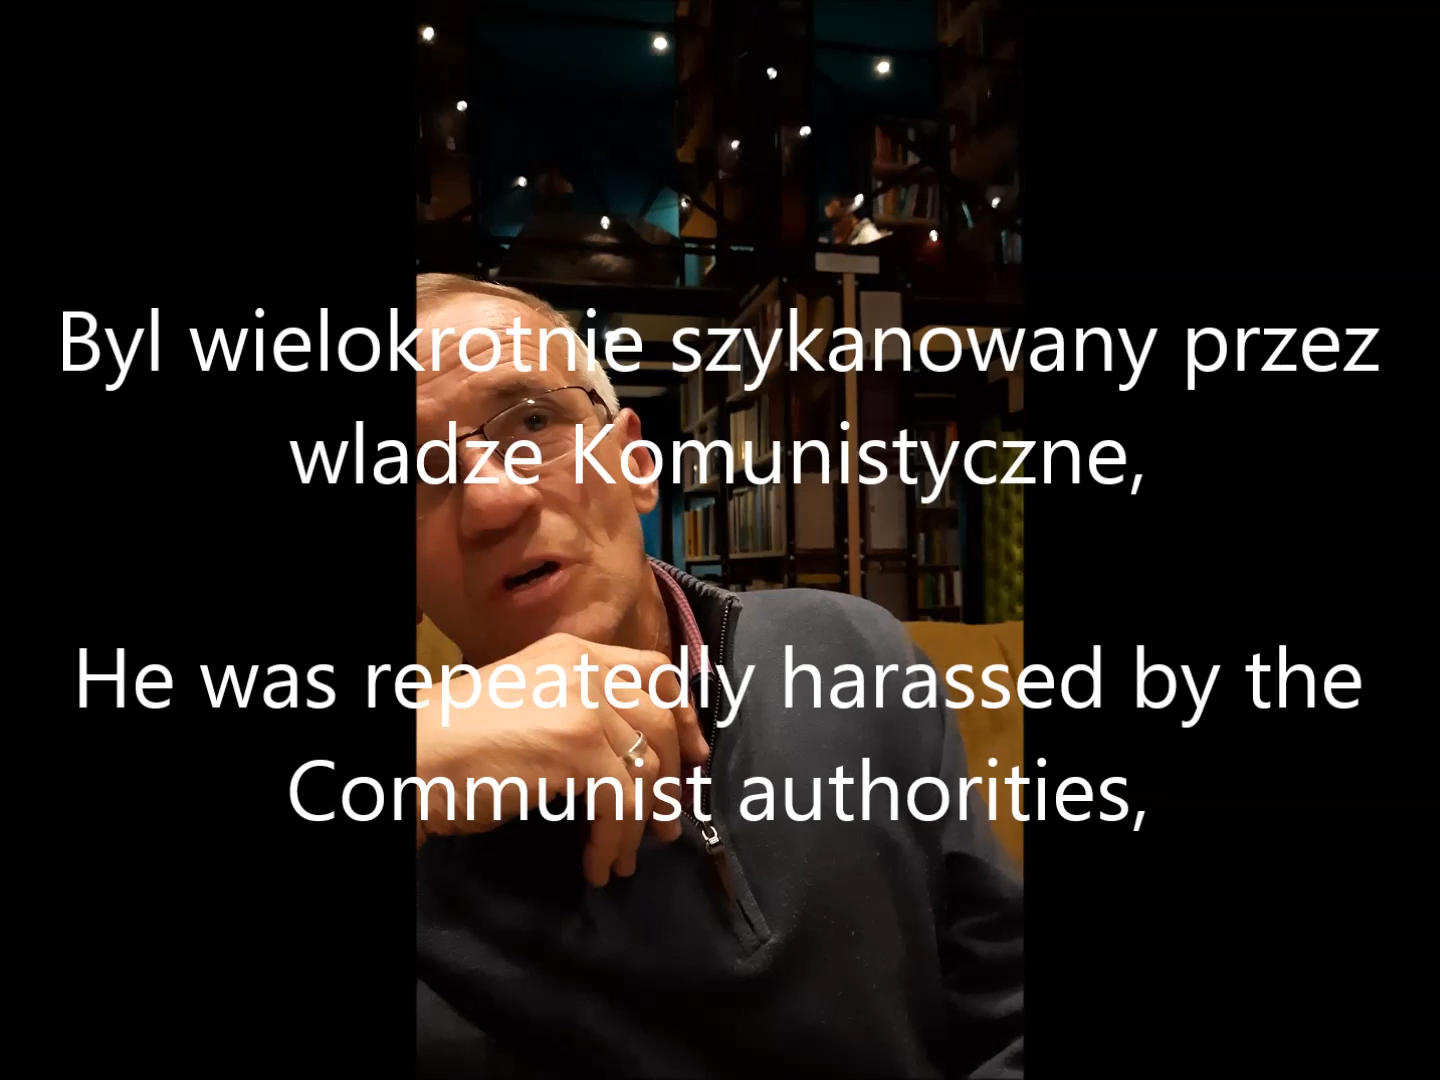 Byl wielokrotnie szykanowany przez
wladze Komunistyczne,
He was repeatedly harassed by the
Communist authorities,